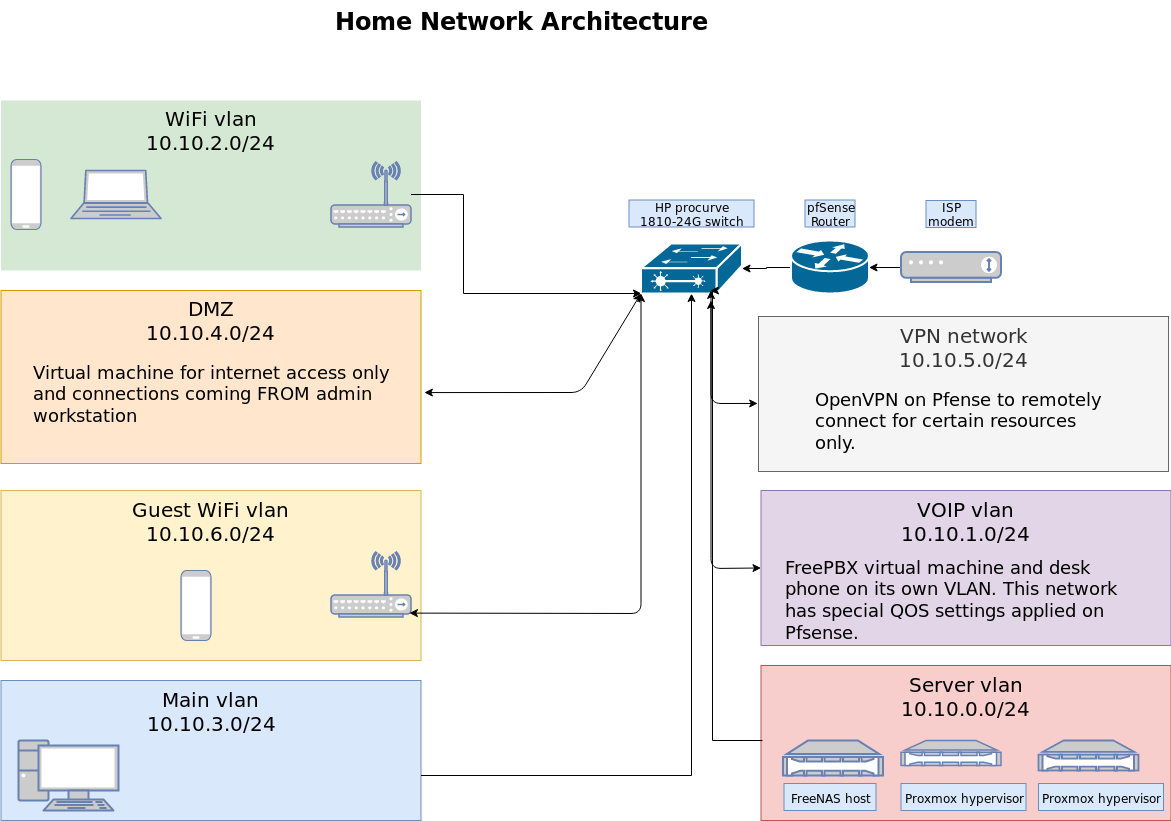 Home Network Architecture
WiFi vlan
10.10.2.0/24
HP procurve
1810-24G switch
pfSense
Router
ISP
modem
DMZ
10.10.4.0/24
Virtual machine for internet access only
and connections coming FROM admin
workstation
VPN network
10.10.5.0/24
OpenVPN on Pfense to remotely
connect for certain resources
only.
Guest WiFi vlan
10.10.6.0/24
VOIP vlan
10.10.1.0/24
FreePBX virtual machine and desk
phone on its own VLAN. This network
has special QOS settings applied on
Pfsense.
Main vlan
10.10.3.0/24
Server vlan
10.10.0.0/24
FreeNAS host
Proxmox hypervisor
Proxmox hypervisor